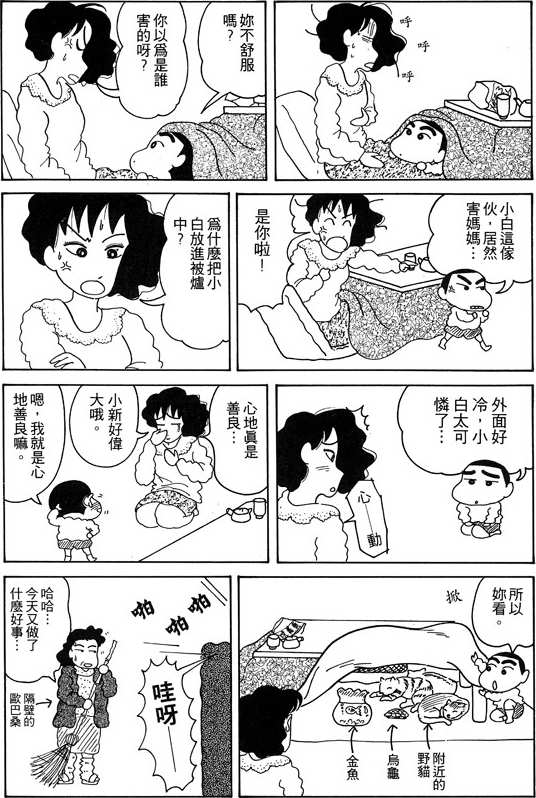 呼
呼
呼
妳不舒服
嗎?
你以為是誰
害的呀?
小白這傢
伙,居然
害媽媽…
是你啦!
為什麼把小
白放進被爐
中?
外面好
冷,小
白太可
憐了…
心動
心地真是
善良…
小新好偉
大哦。
嗯,我就是心
地善良嘛。
所以
妳看。
掀
附近的
野貓
烏龜
金魚
啪
啪
啪
哇呀
哈哈…
今天又做了
什麼好事…
隔壁的
歐巴桑